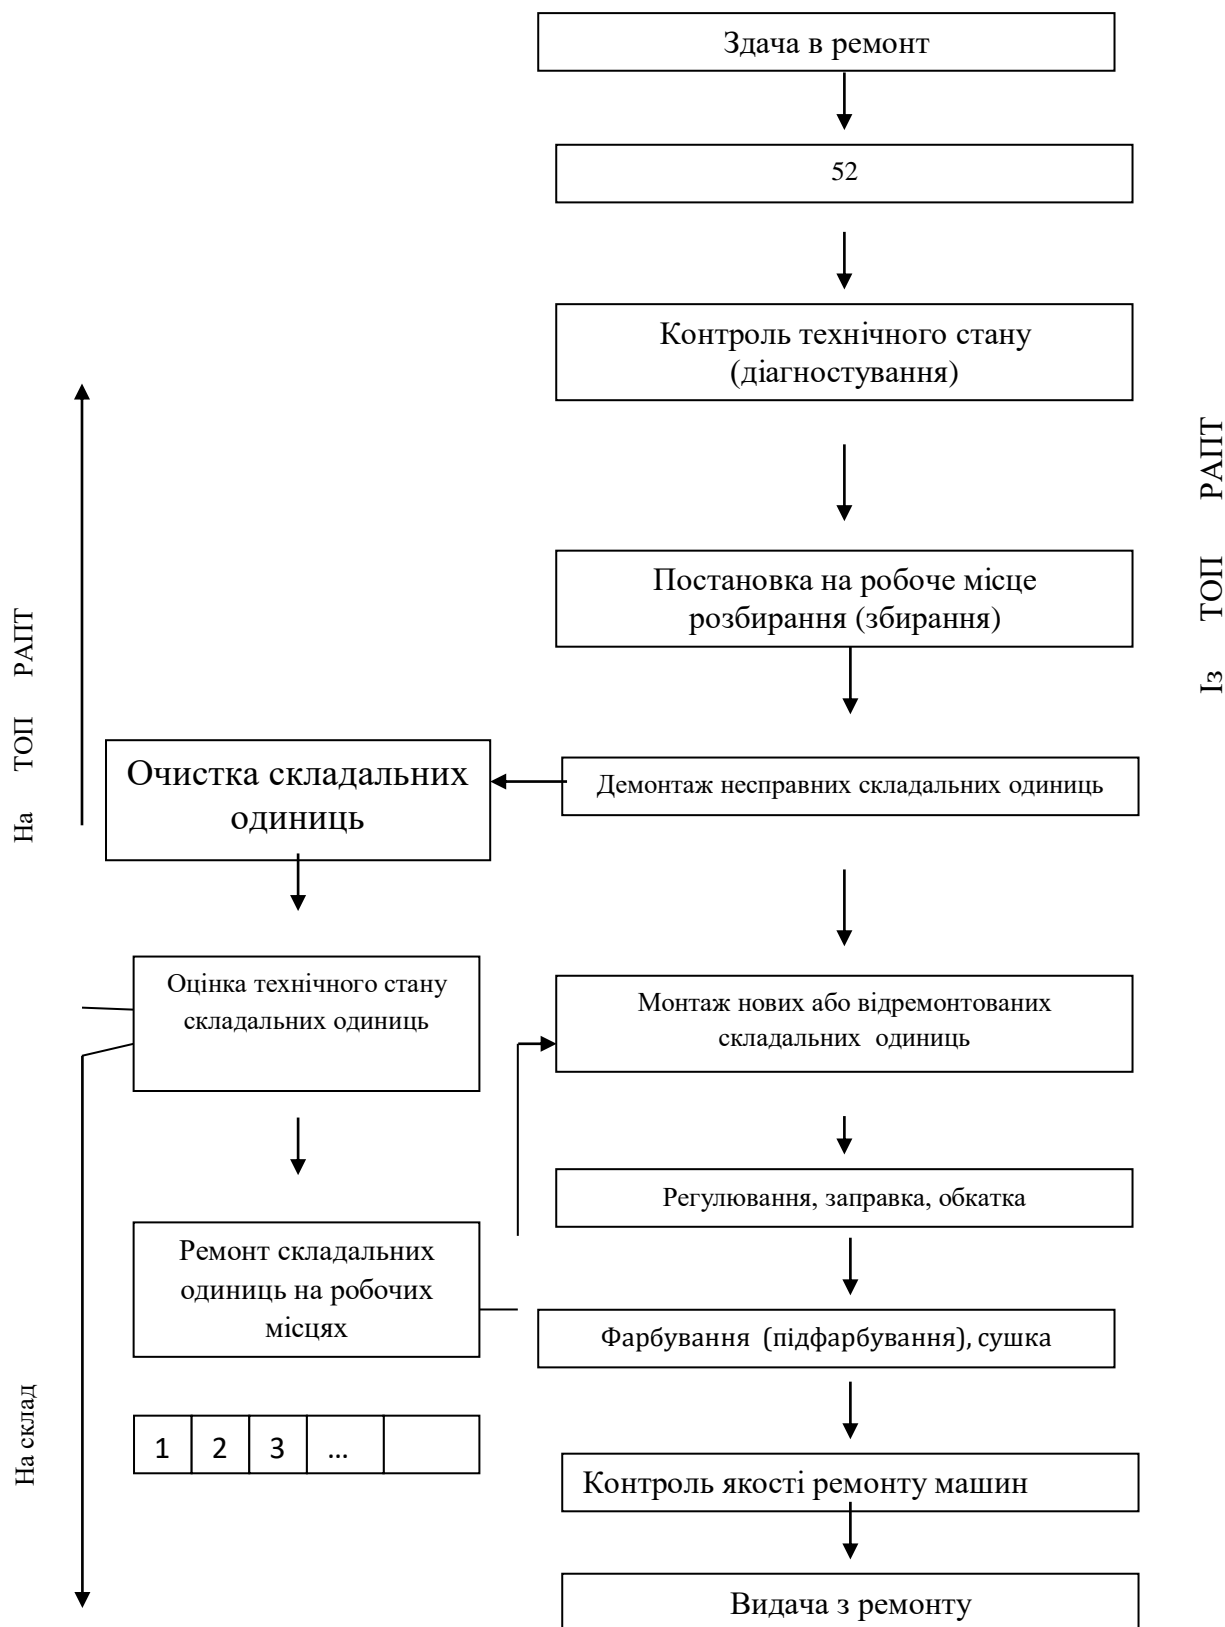 Здача в ремонт
52
Контроль технічного стану
(діагностування)
Постановка на робоче місце
розбирання (збирання)
Із ТОП РАПТ
На ТОП РАПТ
Очистка складальних
одиниць
Демонтаж несправних складальних одиниць
Оцінка технічного стану
складальних одиниць
Монтаж нових або відремонтованих
складальних одиниць
Регулювання, заправка, обкатка
Ремонт складальних
одиниць на робочих
місцях
Фарбування (підфарбування), сушка
На склад
1 2 3 ...
Контроль якості ремонту машин
Видача з ремонту